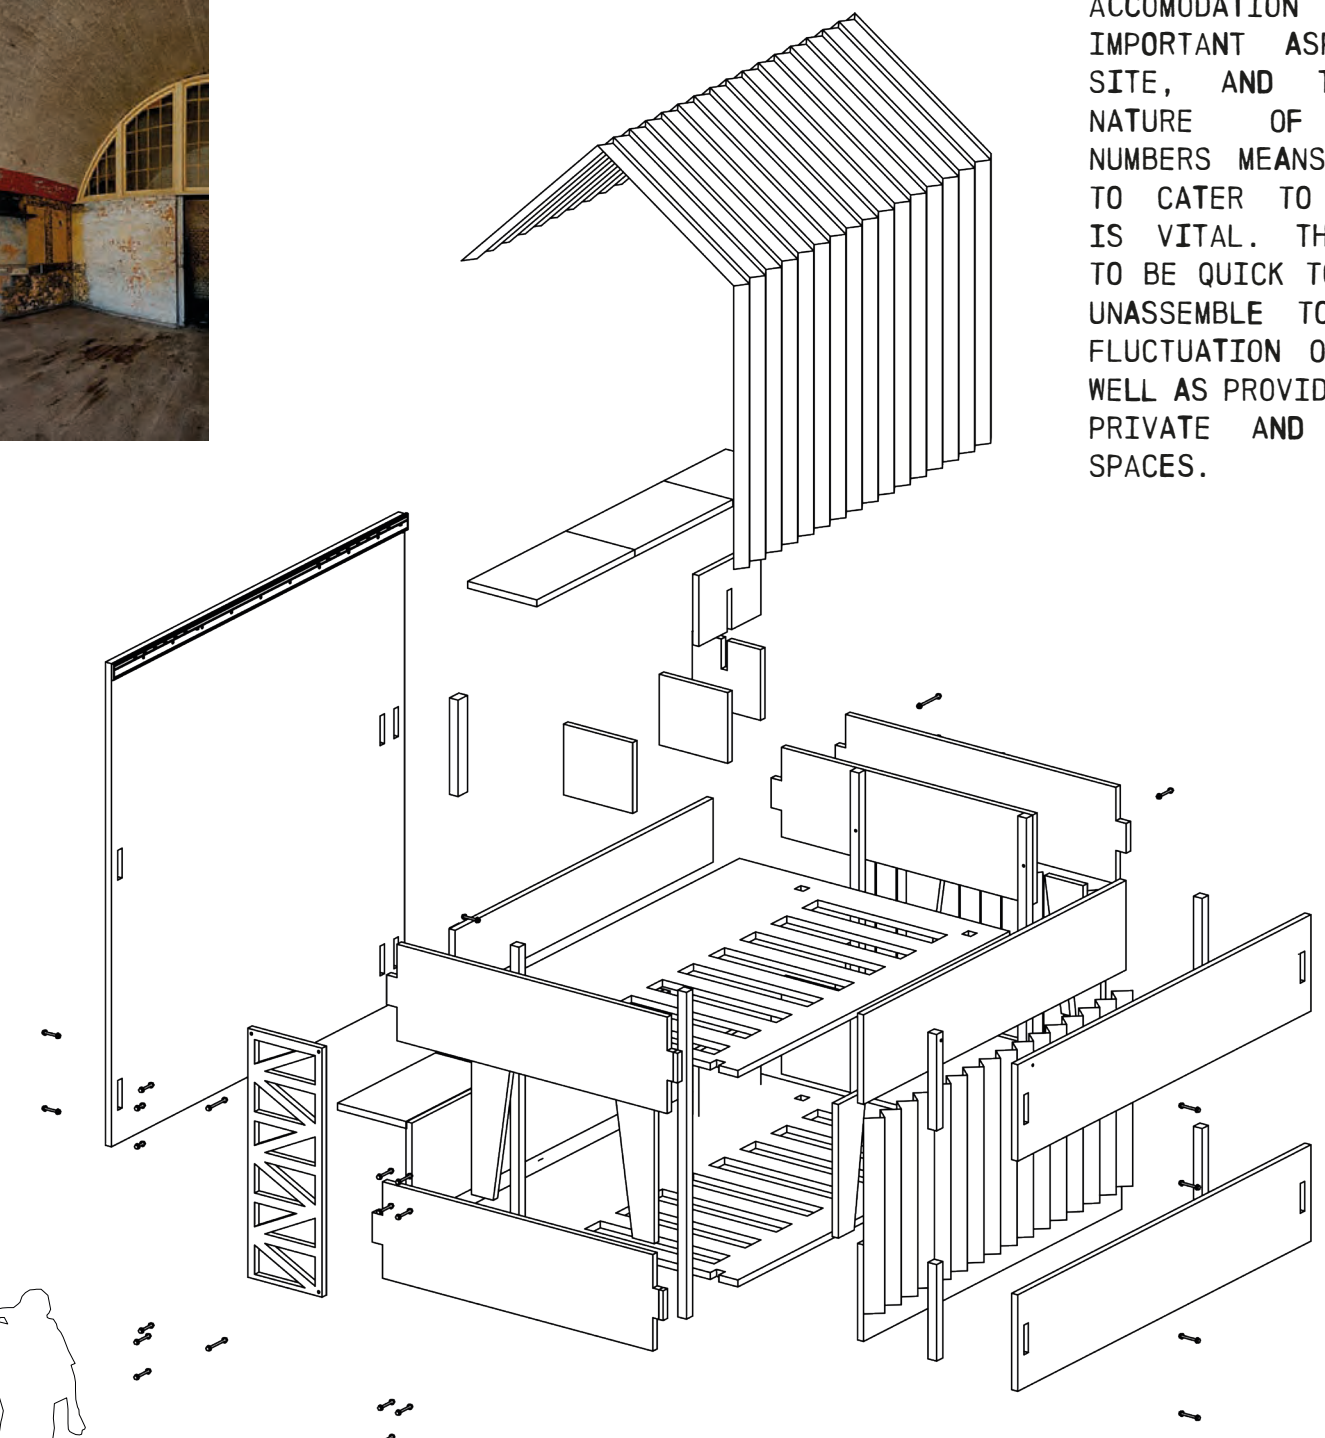 ACCOMODATION
IMPORTANT
SITE, AND
NATURE OF
NUMBERS MEANS
TO CATER TO
IS VITAL.
TO BE QUICK
UNASSEMBLE
FLUCTUATION
WELL AS
PRIVATE AND
SPACES.